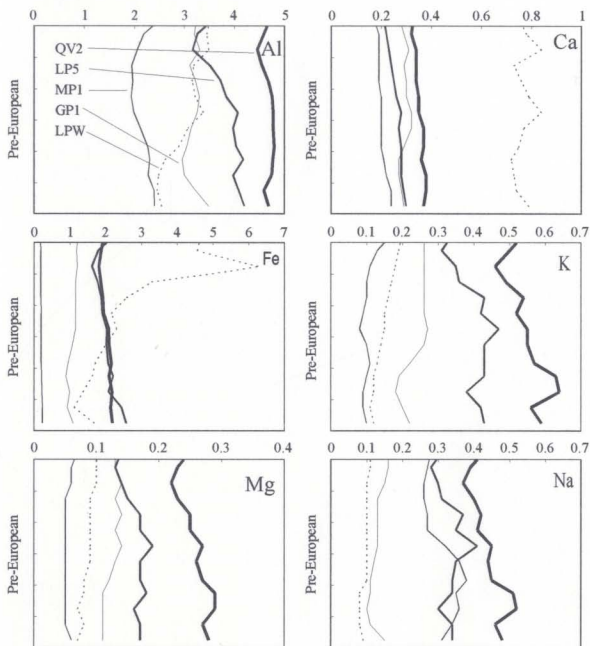 0 1 2 3 4 5
Al
QV2
LP5
MP1
GP1
LPW
Pre-European
0 0.2 0.4 0.6 0.8 1
Ca
Pre-European
0 1 2 3 4 5 6 7
Fe
Pre-European
0 0.1 0.2 0.3 0.4 0.5 0.6 0.7
K
Pre-European
0 0.1 0.2 0.3 0.4
Mg
Pre-European
0 0.1 0.2 0.3 0.4 0.5 0.6 0.7
Na
Pre-European